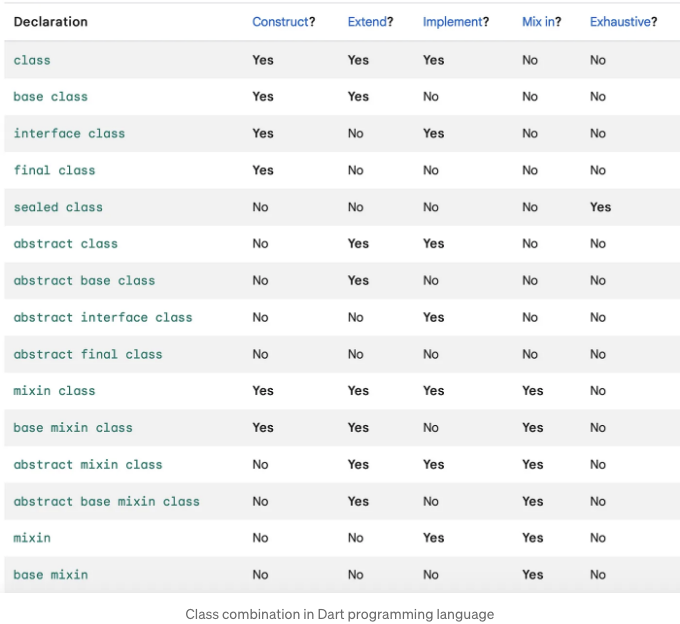 Declaration Construct? Extend? Implement? Mix in? Exhaustive?
class Yes Yes Yes No No
base class Yes Yes No No No
interface class Yes No Yes No No
final class Yes No No No No
sealed class No No No No Yes
abstract class No Yes Yes No No
abstract base class No Yes No No No
abstract interface class No No Yes No No
abstract final class No No No No No
mixin class Yes Yes Yes Yes No
base mixin class Yes Yes No Yes No
abstract mixin class No Yes Yes Yes No
abstract base mixin class No Yes No Yes No
mixin No No Yes Yes No
base mixin No No No Yes No
Class combination in Dart programming language